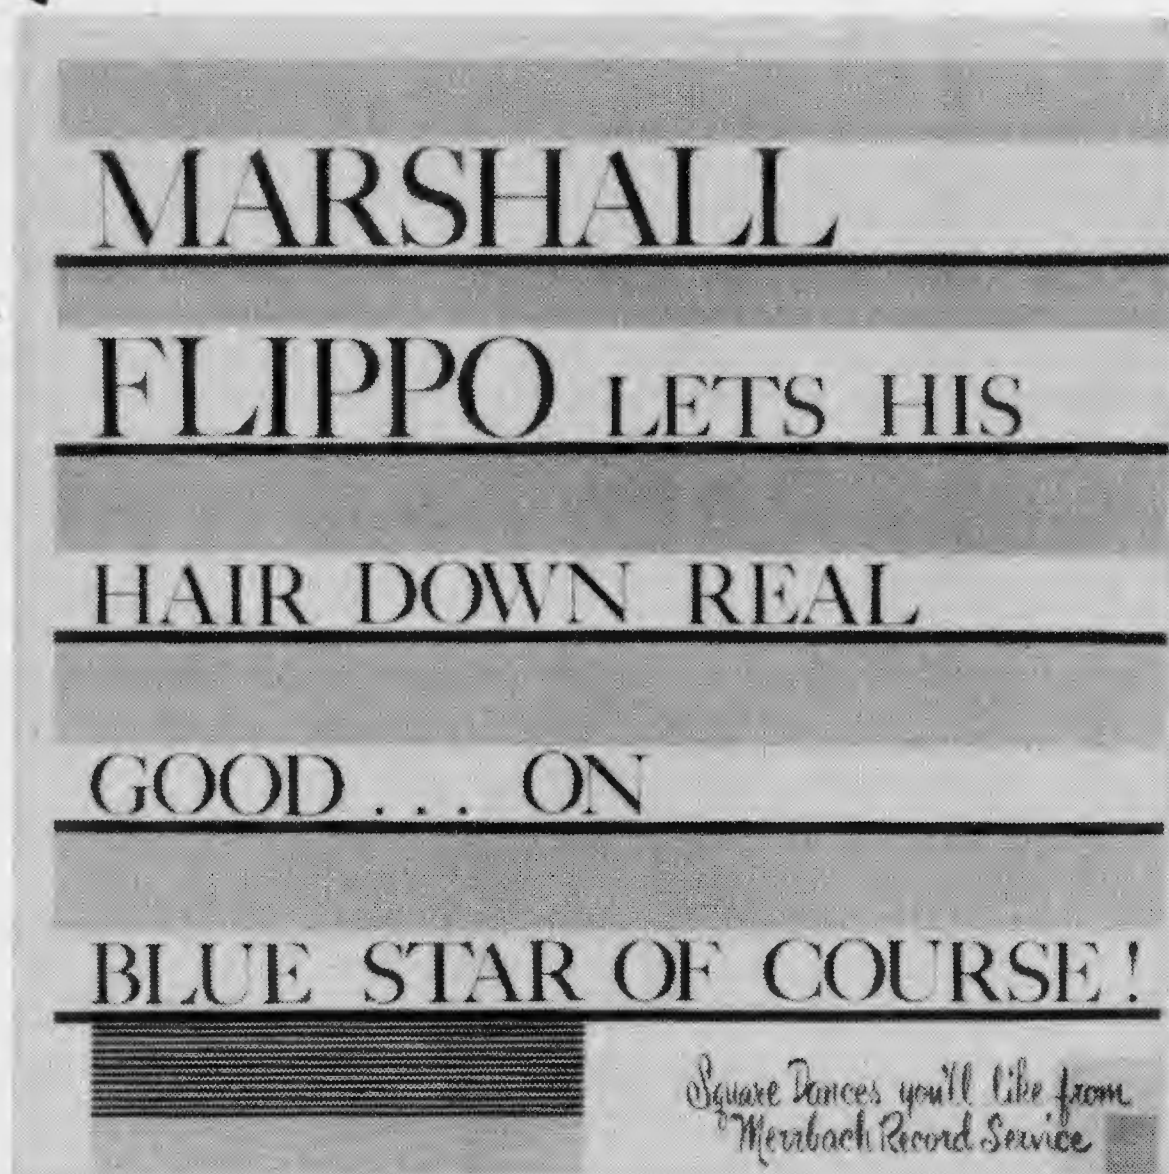 MARSHALL
FLIPPO LETS HIS
HAIR DOWN REAL
GOOD... ON
BLUE STAR OF COURSE!
Square Dances you'll like from
Merrbach Record Service